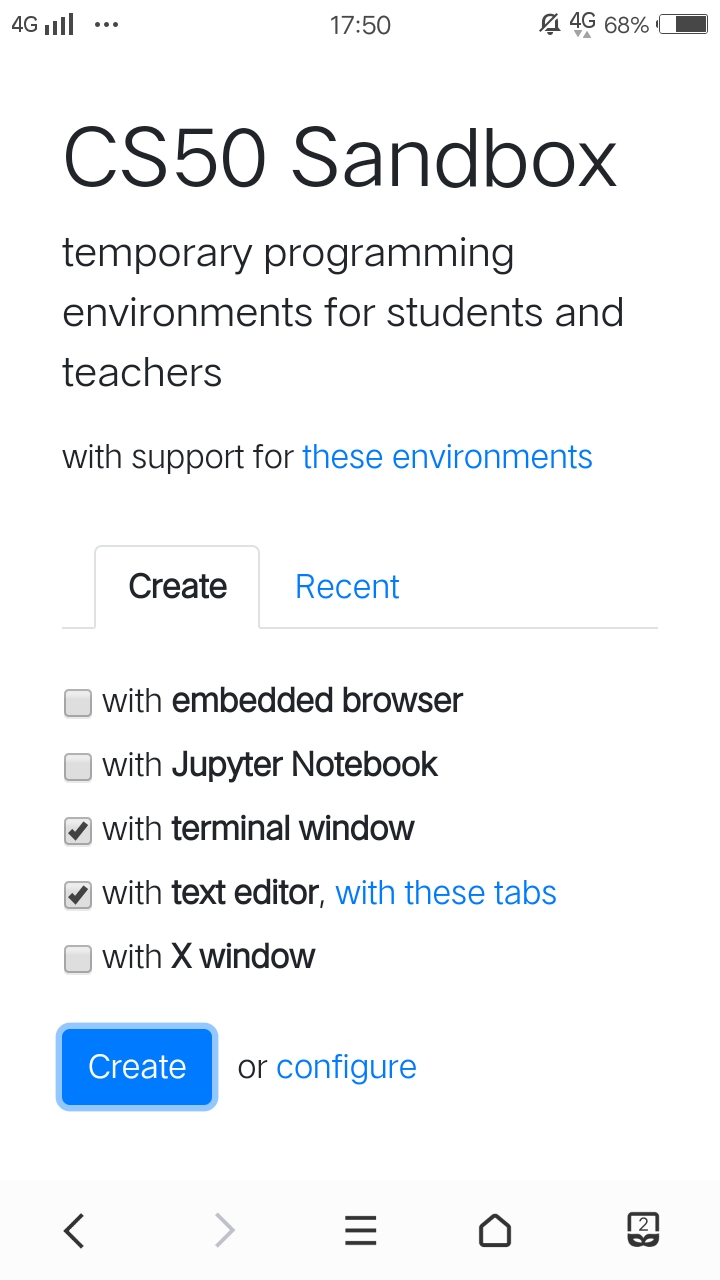 4G ••• 17:50 4G 68%
CS50 Sandbox
temporary programming
environments for students and
teachers
with support for these environments
Create Recent
with embedded browser
with Jupyter Notebook
with terminal window
with text editor, with these tabs
with X window
Create or configure
2